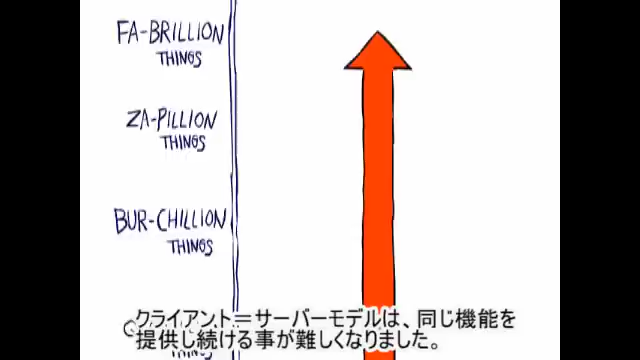 FA-BRILLION
THINGS
ZA-PILLION
THINGS
BUR-CHILLION
THINGS
クライアント＝サーバーモデルは、同じ機能を
提供し続ける事が難しくなりました。
THINGS